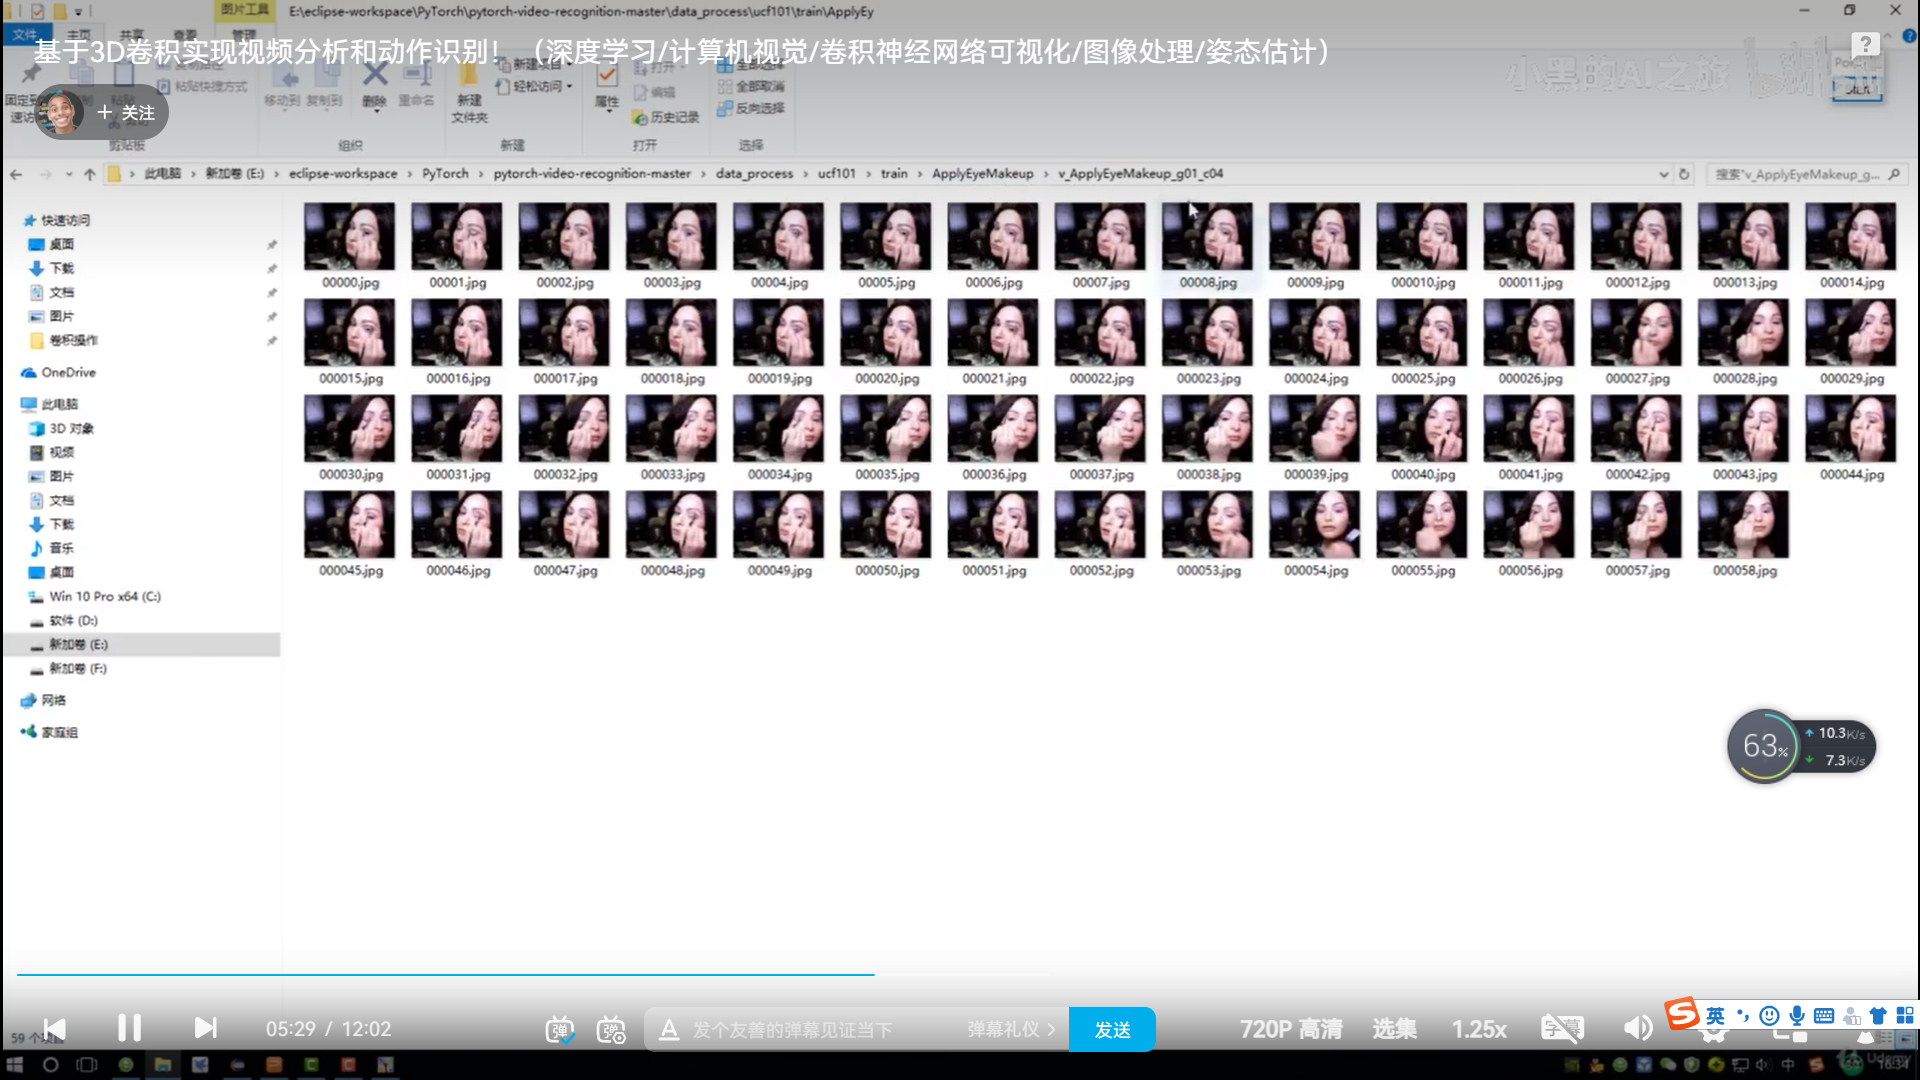 图片工具
E:\eclipse-workspace\PyTorch\pytorch-video-recognition-master\data_process\ucf101\train\ApplyEy
文件 主页 共享 查看 管理
基于3D卷积实现视频分析和动作识别！（深度学习/计算机视觉/卷积神经网络可视化/图像处理/姿态估计）
小黑的AI之旅 bilibili
粘贴快捷方式
移动到 复制到 删除 重命名
新建
文件夹
轻松访问
属性
打开
编辑
历史记录
全部选择
全部取消
反向选择
+ 关注
剪贴板 组织 新建 打开 选择
此电脑 › 新加卷 (E:) › eclipse-workspace › PyTorch › pytorch-video-recognition-master › data_process › ucf101 › train › ApplyEyeMakeup › v_ApplyEyeMakeup_g01_c04
搜索"v_ApplyEyeMakeup_g...
快速访问
桌面
下载
文档
图片
卷积操作
OneDrive
此电脑
3D 对象
视频
图片
文档
下载
音乐
桌面
Win 10 Pro x64 (C:)
软件 (D:)
新加卷 (E:)
新加卷 (F:)
网络
家庭组
00000.jpg 00001.jpg 00002.jpg 00003.jpg 00004.jpg 00005.jpg 00006.jpg 00007.jpg 00008.jpg 00009.jpg 000010.jpg 000011.jpg 000012.jpg 000013.jpg 000014.jpg
000015.jpg 000016.jpg 000017.jpg 000018.jpg 000019.jpg 000020.jpg 000021.jpg 000022.jpg 000023.jpg 000024.jpg 000025.jpg 000026.jpg 000027.jpg 000028.jpg 000029.jpg
000030.jpg 000031.jpg 000032.jpg 000033.jpg 000034.jpg 000035.jpg 000036.jpg 000037.jpg 000038.jpg 000039.jpg 000040.jpg 000041.jpg 000042.jpg 000043.jpg 000044.jpg
000045.jpg 000046.jpg 000047.jpg 000048.jpg 000049.jpg 000050.jpg 000051.jpg 000052.jpg 000053.jpg 000054.jpg 000055.jpg 000056.jpg 000057.jpg 000058.jpg
63%
10.3K/s
7.3K/s
05:29 / 12:02
弹
发个友善的弹幕见证当下
弹幕礼仪 ›
发送
720P 高清
选集
1.25x
字幕
英
59 个项目
中
Udemy
16:34